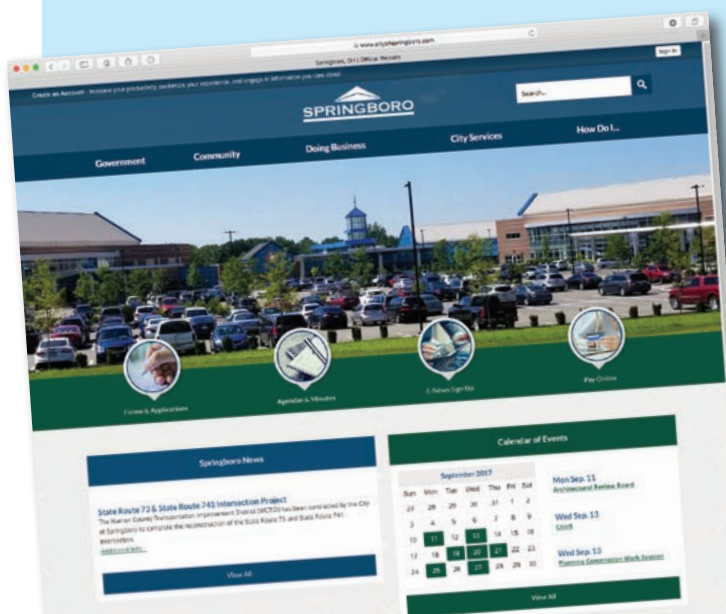 www.cityofspringboro.com
Springboro, OH | Official Website
Sign In
Create an Account - Increase your productivity, customize your experience, and engage in information you care about.
SPRINGBORO
Search...
Government
Community
Doing Business
City Services
How Do I...
Forms & Applications
Agendas & Minutes
E-News Sign Up
Pay Online
Springboro News
State Route 73 & State Route 741 Intersection Project
The Warren County Transportation Improvement District (WCTID) has been contracted by the City
of Springboro to complete the reconstruction of the State Route 73 and State Route 741
intersection.
Additional Info...
View All
Calendar of Events
September 2017
Sun Mon Tue Wed Thu Fri Sat
27 28 29 30 31 1 2
3 4 5 6 7 8 9
10 11 12 13 14 15 16
17 18 19 20 21 22 23
24 25 26 27 28 29 30
Mon Sep. 11
Architectural Review Board
Wed Sep. 13
Court
Wed Sep. 13
Planning Commission Work Session
View All